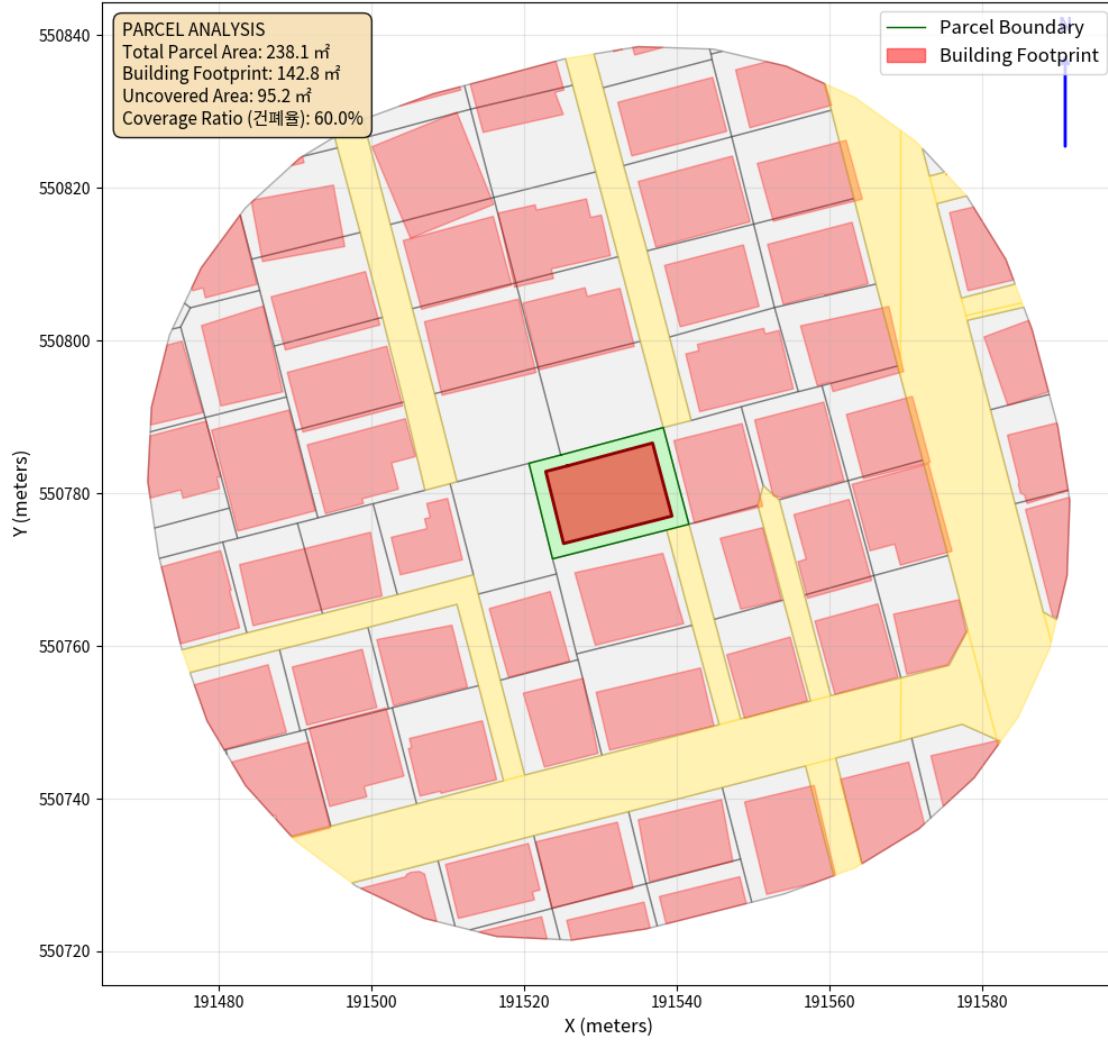 PARCEL ANALYSIS
Total Parcel Area: 238.1 ㎡
Building Footprint: 142.8 ㎡
Uncovered Area: 95.2 ㎡
Coverage Ratio (건폐율): 60.0%
Parcel Boundary
Building Footprint
N
550840
550820
550800
550780
550760
550740
550720
Y (meters)
191480
191500
191520
191540
191560
191580
X (meters)